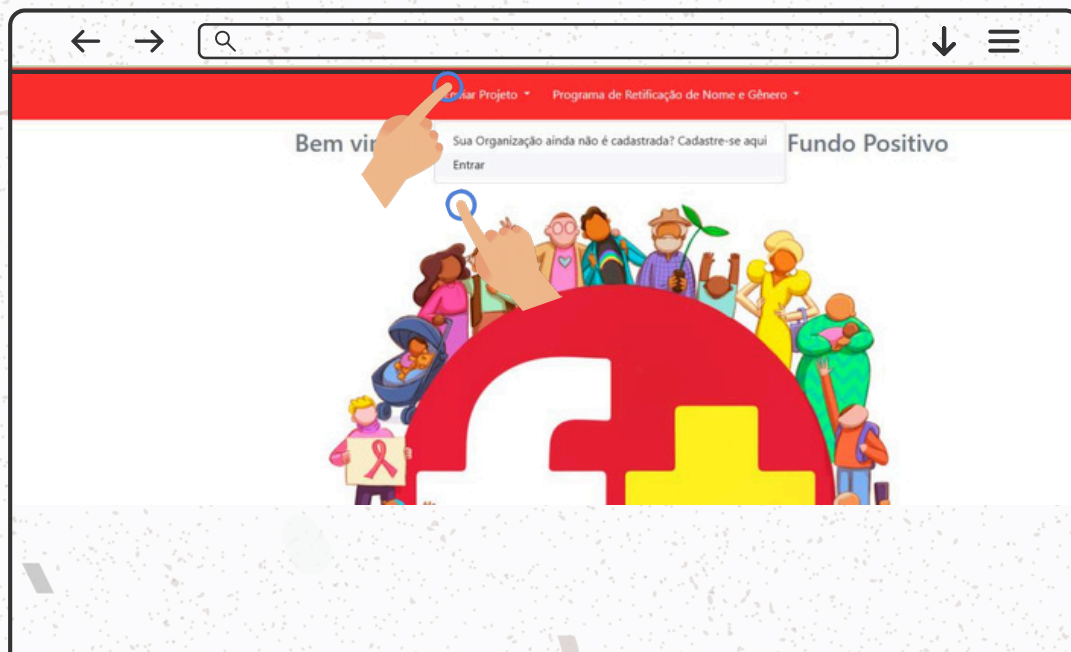 Enviar Projeto Programa de Retificação de Nome e Gênero
Bem vin Fundo Positivo
Sua Organização ainda não é cadastrada? Cadastre-se aqui
Entrar